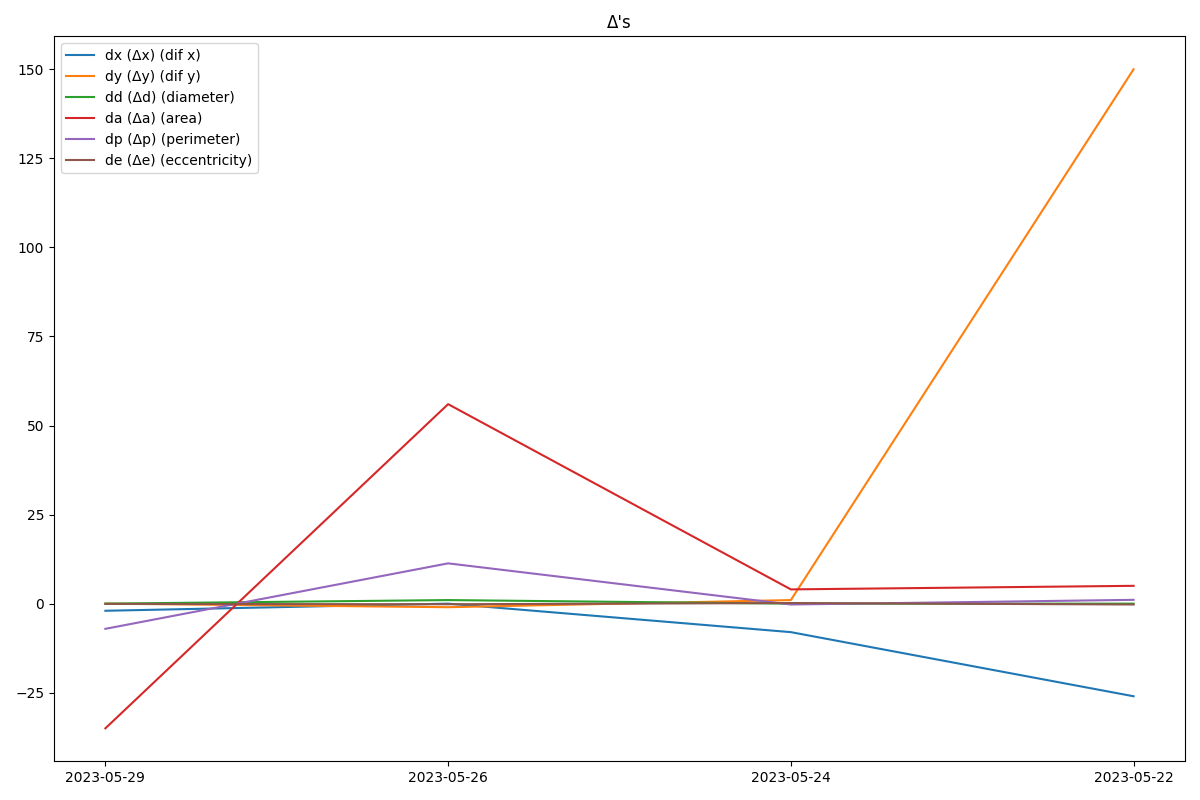 Δ's
dx (Δx) (dif x)
dy (Δy) (dif y)
dd (Δd) (diameter)
da (Δa) (area)
dp (Δp) (perimeter)
de (Δe) (eccentricity)
150
125
100
75
50
25
0
−25
2023-05-29 2023-05-26 2023-05-24 2023-05-22